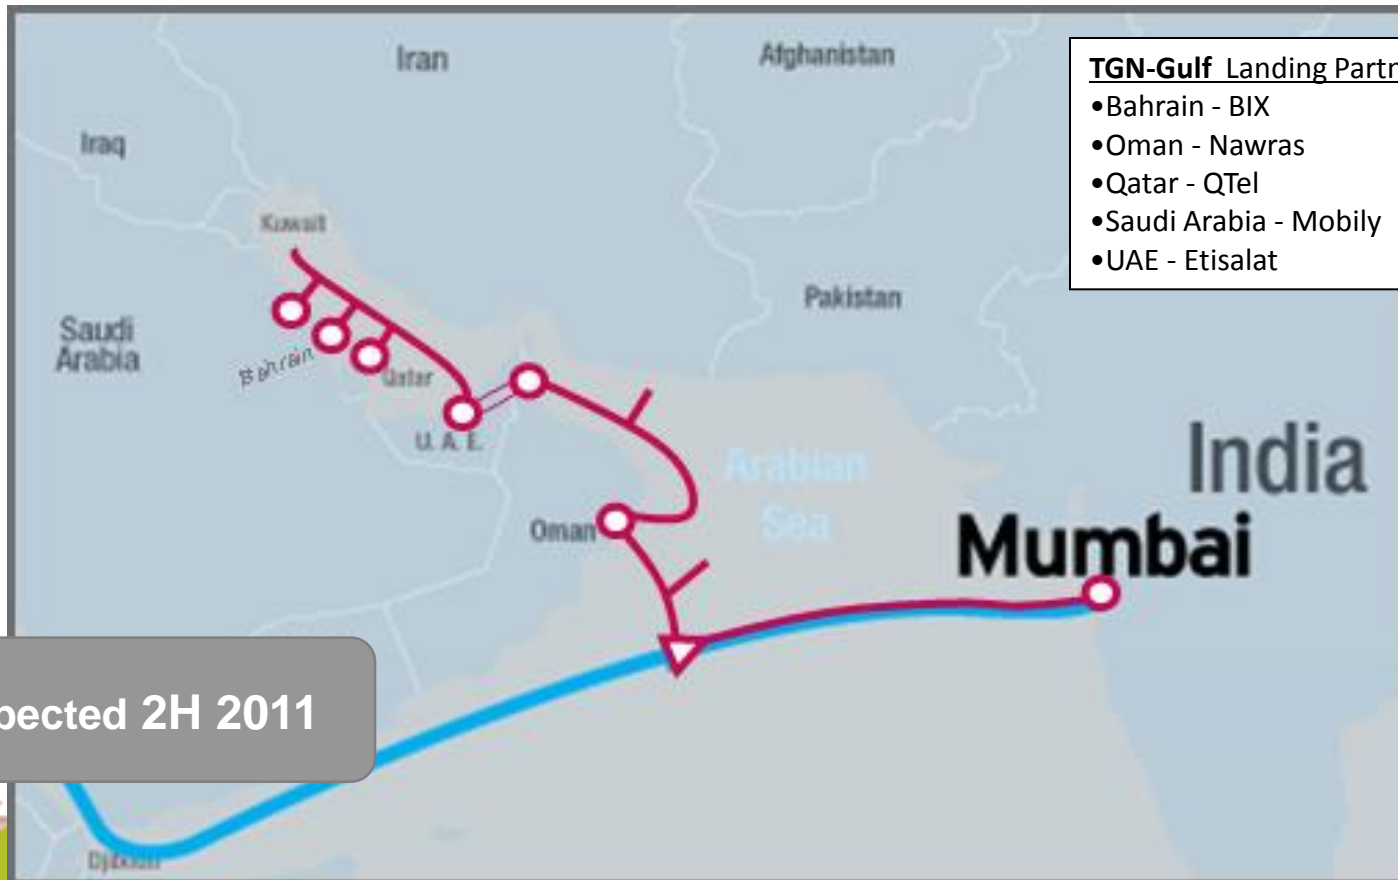 Iran
Afghanistan
TGN-Gulf Landing Partn
•Bahrain - BIX
•Oman - Nawras
•Qatar - QTel
•Saudi Arabia - Mobily
•UAE - Etisalat
Iraq
Kuwait
Pakistan
Saudi
Arabia
Bahrain
Qatar
U. A. E.
Arabian
Sea
India
Oman
Mumbai
pected 2H 2011
Djibouti